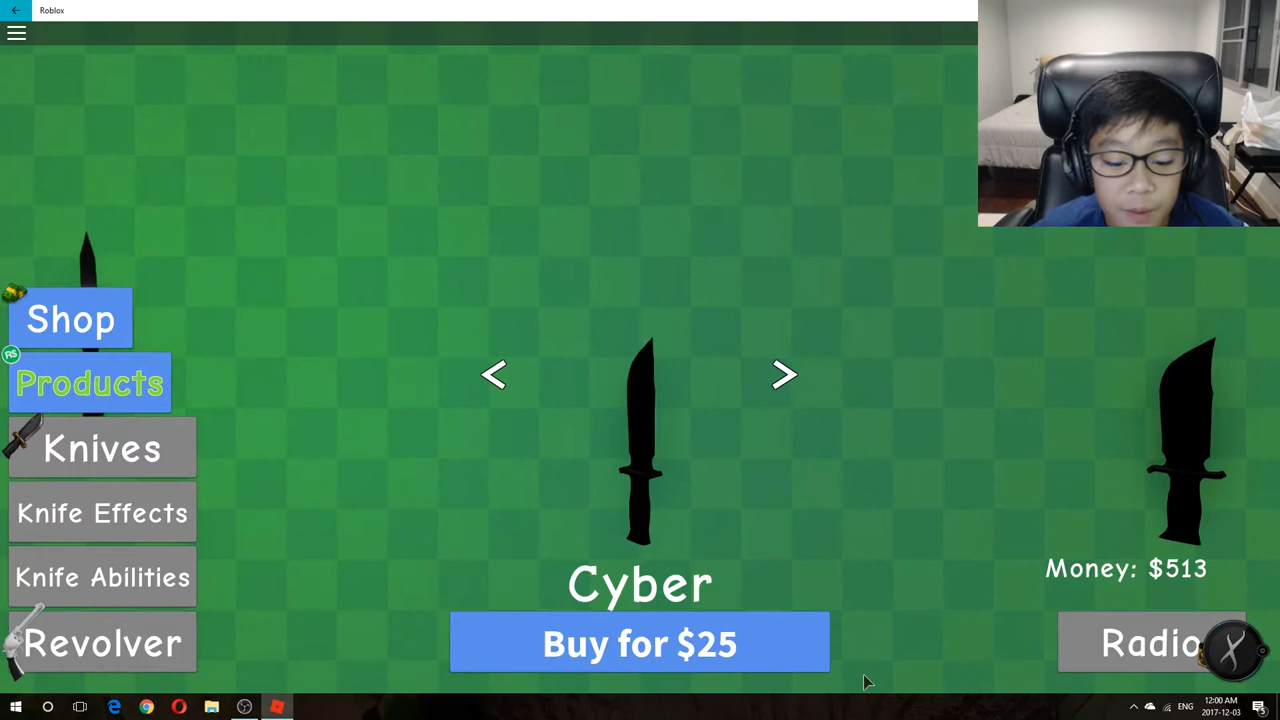 Roblox
Shop
R$
Products
Knives
Knife Effects
Knife Abilities
Revolver
<
>
Cyber
Buy for $25
Money: $513
Radio
ENG
12:00 AM
2017-12-03
5